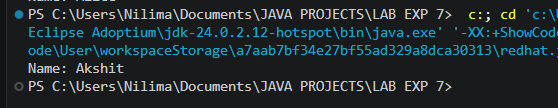 PS C:\Users\Nilima\Documents\JAVA PROJECTS\LAB EXP 7> c:; cd 'c:\
Eclipse Adoptium\jdk-24.0.2.12-hotspot\bin\java.exe' '-XX:+ShowCode
ode\User\workspaceStorage\a7aab7bf34e27bf55ad329a8dca30313\redhat.
Name: Akshit
PS C:\Users\Nilima\Documents\JAVA PROJECTS\LAB EXP 7>